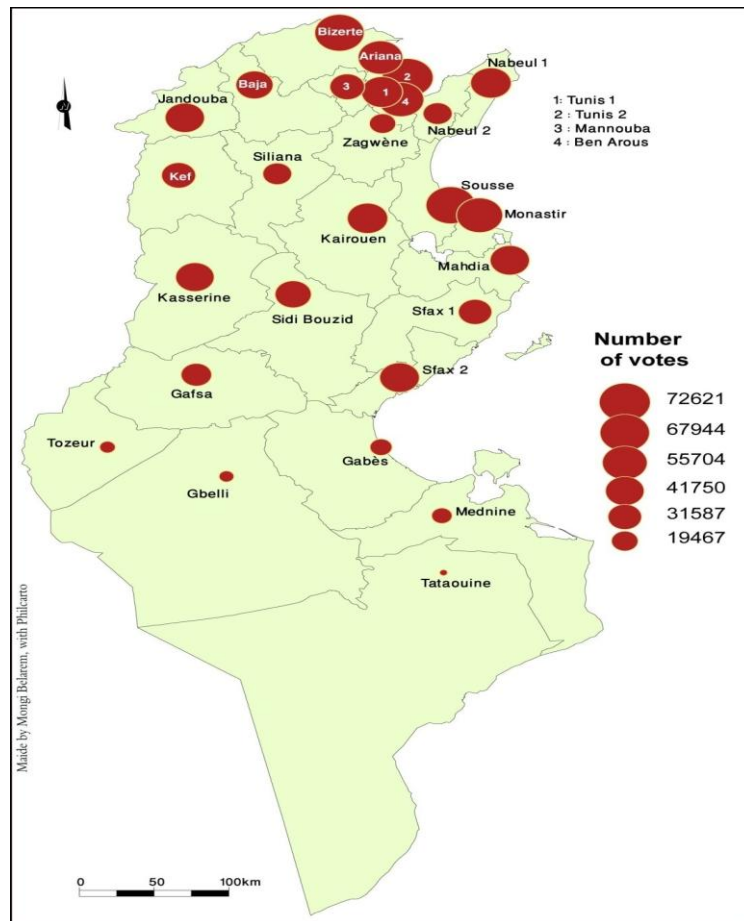 Bizerte
Ariana
Nabeul 1
2
Baja
3
1
4
Jandouba
Nabeul 2
Zagwène
1: Tunis 1
2 : Tunis 2
3 : Mannouba
4 : Ben Arous
Siliana
Kef
Sousse
Monastir
Kairouen
Mahdia
Kasserine
Sidi Bouzid
Sfax 1
Sfax 2
Gafsa
Tozeur
Gbelli
Gabès
Mednine
Tataouine
Number
of votes
72621
67944
55704
41750
31587
19467
Maide by Mongi Belarem, with Philcarto
0 50 100km